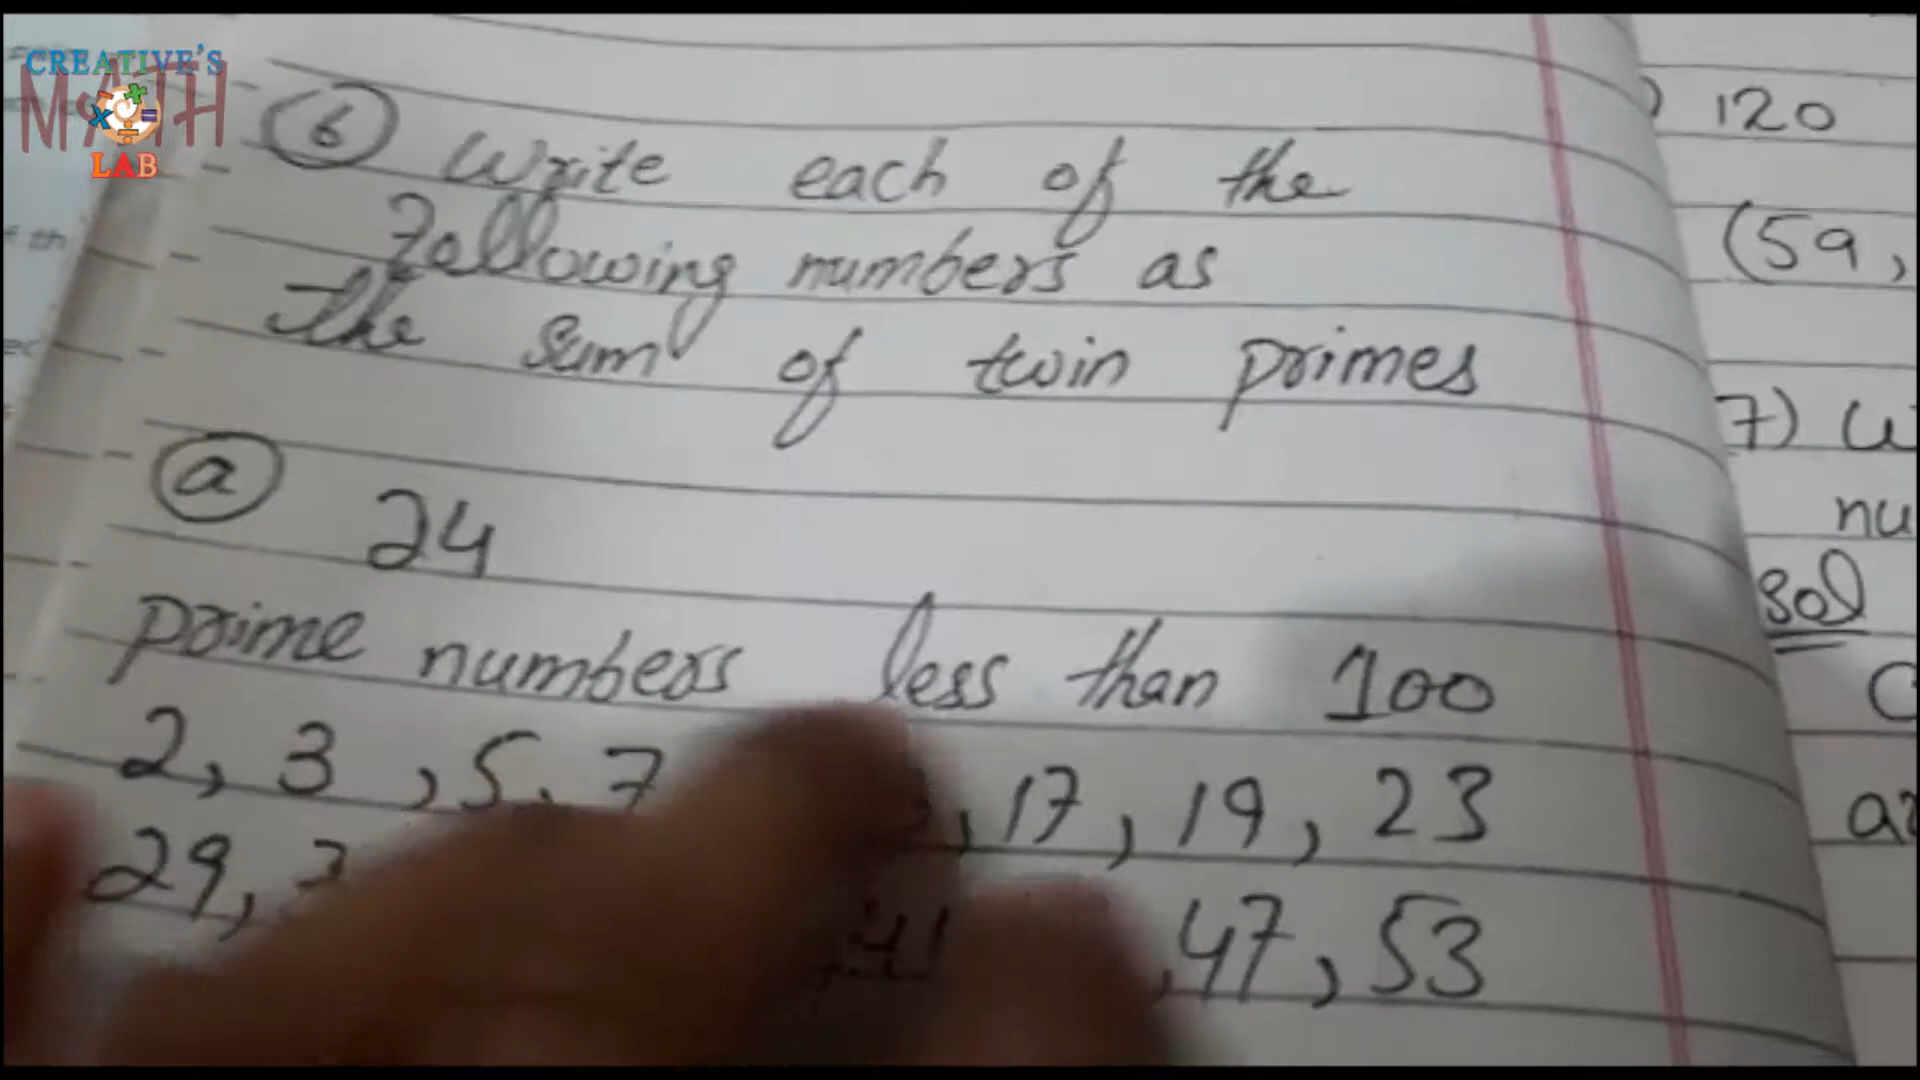 CREATIVE'S
MATH
LAB
6 Write each of the
following numbers as
the sum of twin primes
a 24
prime numbers less than 100
2, 3, 5, 7 , 17, 19, 23
29, 41 , 47, 53
) 120
(59,
7)
nu
sol